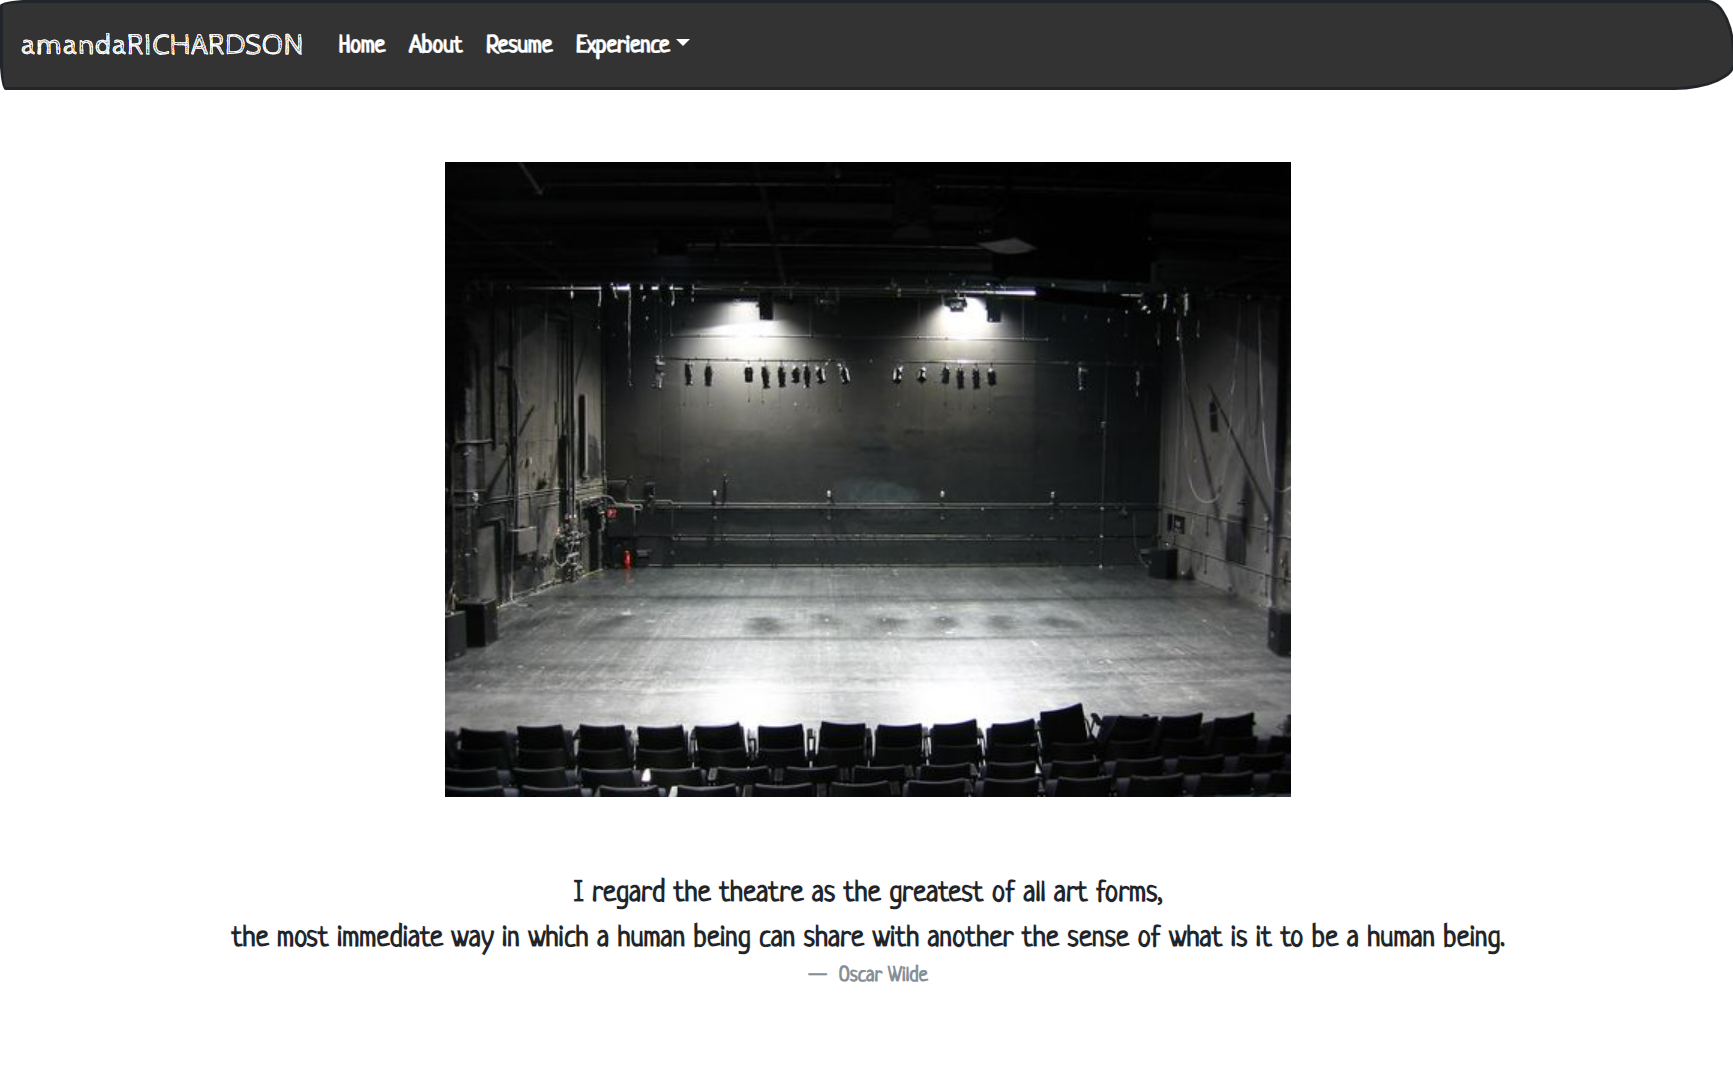 amandaRICHARDSON Home About Resume Experience
I regard the theatre as the greatest of all art forms,
the most immediate way in which a human being can share with another the sense of what is it to be a human being.
— Oscar Wilde